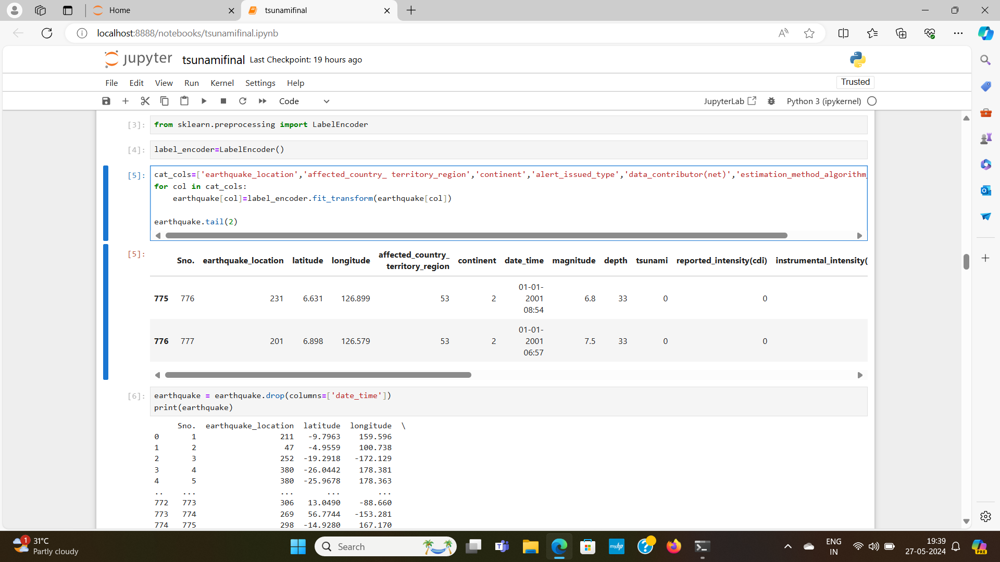 Home
tsunamifinal
localhost:8888/notebooks/tsunamifinal.ipynb
jupyter tsunamifinal Last Checkpoint: 19 hours ago
File Edit View Run Kernel Settings Help
Trusted
Code
JupyterLab
Python 3 (ipykernel)
[3]: from sklearn.preprocessing import LabelEncoder
[4]: label_encoder=LabelEncoder()
[5]: cat_cols=['earthquake_location','affected_country_ territory_region','continent','alert_issued_type','data_contributor(net)','estimation_method_algorithm_
for col in cat_cols:
    earthquake[col]=label_encoder.fit_transform(earthquake[col])
earthquake.tail(2)
[5]:
Sno. earthquake_location latitude longitude affected_country_ territory_region continent date_time magnitude depth tsunami reported_intensity(cdi) instrumental_intensity(
775 776 231 6.631 126.899 53 2 01-01-2001 08:54 6.8 33 0 0
776 777 201 6.898 126.579 53 2 01-01-2001 06:57 7.5 33 0 0
[6]: earthquake = earthquake.drop(columns=['date_time'])
print(earthquake)
Sno. earthquake_location latitude longitude \
0 1 211 -9.7963 159.596
1 2 47 -4.9559 100.738
2 3 252 -19.2918 -172.129
3 4 380 -26.0442 178.381
4 5 380 -25.9678 178.363
.. ... ... ... ...
772 773 306 13.0490 -88.660
773 774 269 56.7744 -153.281
774 775 298 -14.9280 167.170
1
31°C
Partly cloudy
Search
myhp
ENG
IN
19:39
27-05-2024
PRE